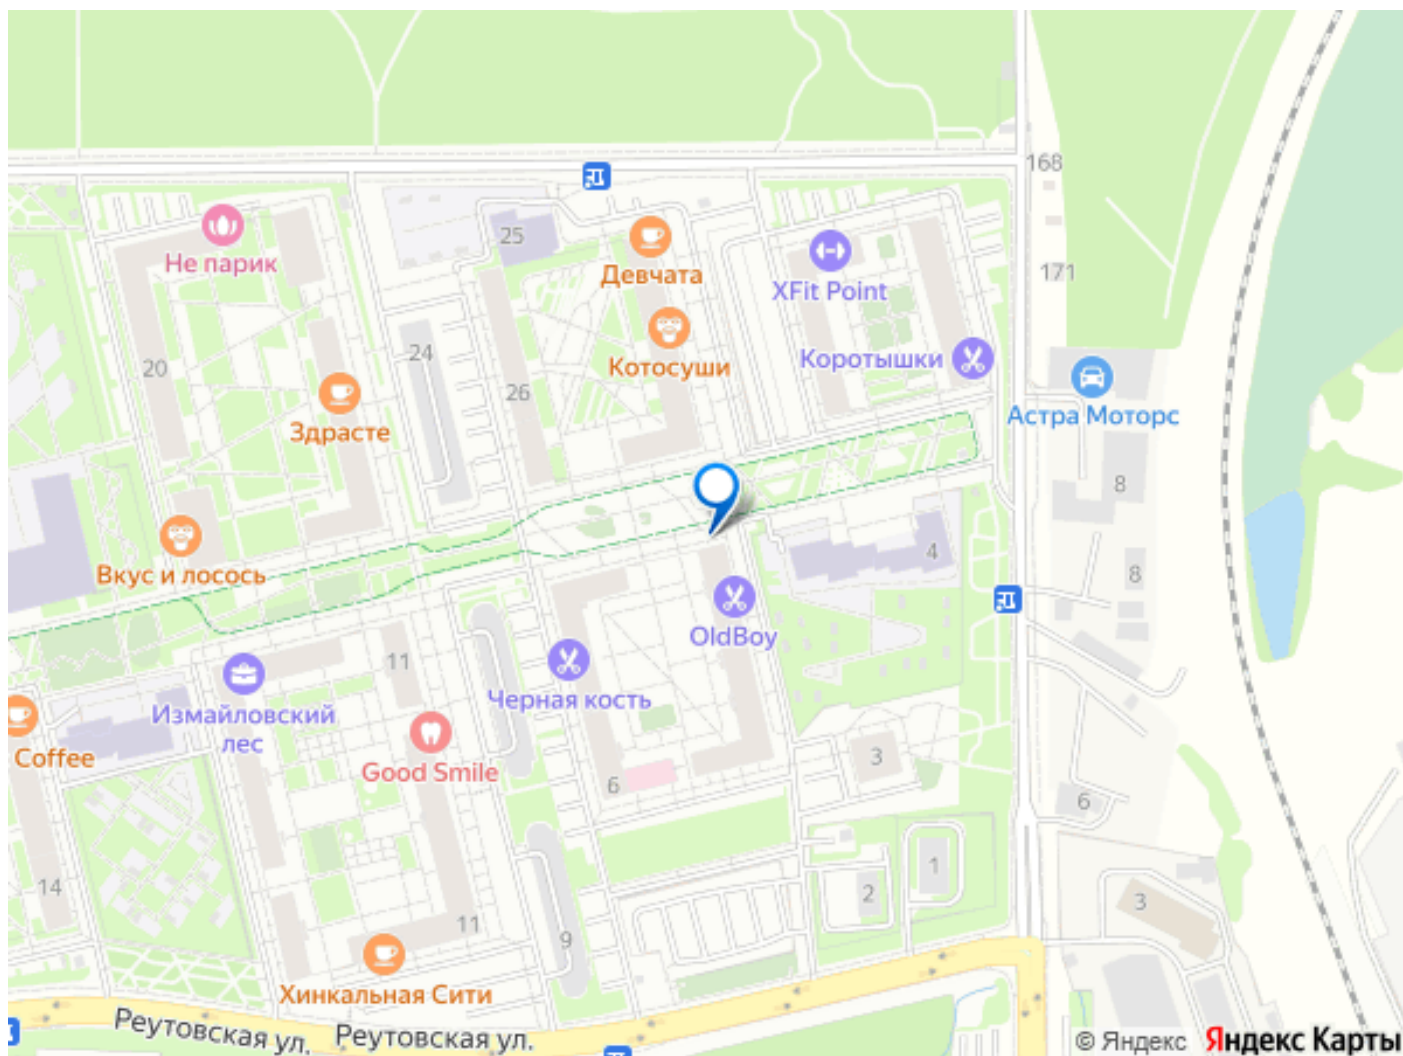 168
Не парик
25
Девчата
XFit Point
171
24
20
Котосуши
Коротышки
26
Здрасте
Астра Моторс
8
4
Вкус и лосось
8
OldBoy
11
Черная кость
Измайловский
лес
Coffee
Good Smile
3
6
6
14
1
2
3
11
9
Хинкальная Сити
Реутовская ул.
Реутовская ул.
© Яндекс Яндекс Карты